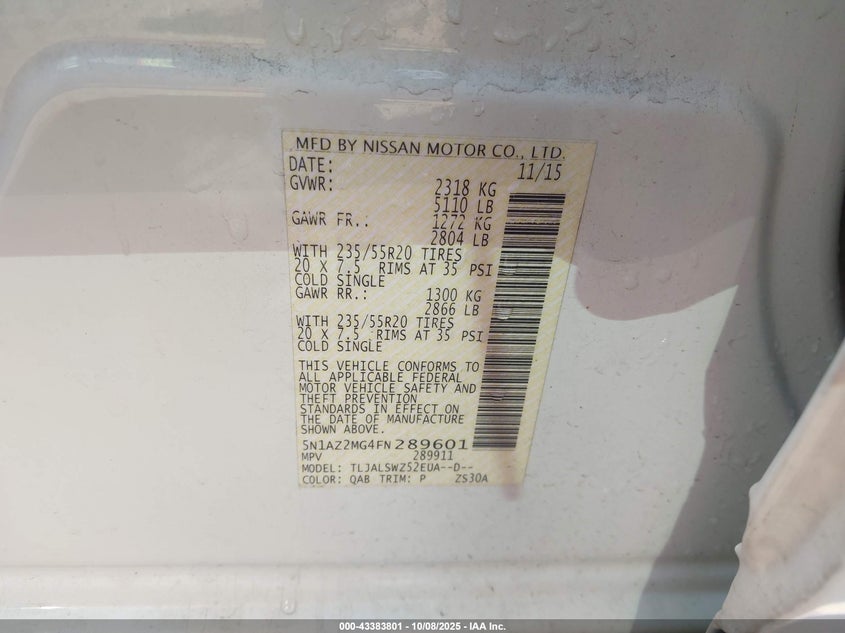 MFD BY NISSAN MOTOR CO., LTD.
DATE: 11/15
GVWR: 2318 KG
5110 LB
GAWR FR.: 1272 KG
2804 LB
WITH 235/55R20 TIRES
20 X 7.5 RIMS AT 35 PSI
COLD SINGLE
GAWR RR.: 1300 KG
2866 LB
WITH 235/55R20 TIRES
20 X 7.5 RIMS AT 35 PSI
COLD SINGLE
THIS VEHICLE CONFORMS TO
ALL APPLICABLE FEDERAL
MOTOR VEHICLE SAFETY AND
THEFT PREVENTION
STANDARDS IN EFFECT ON
THE DATE OF MANUFACTURE
SHOWN ABOVE.
5N1AZ2MG4FN289601
MPV 289911
MODEL: TLJALSWZ52EUA--D--
COLOR: QAB TRIM: P ZS30A
000-43383801 - 10/08/2025 - IAA Inc.